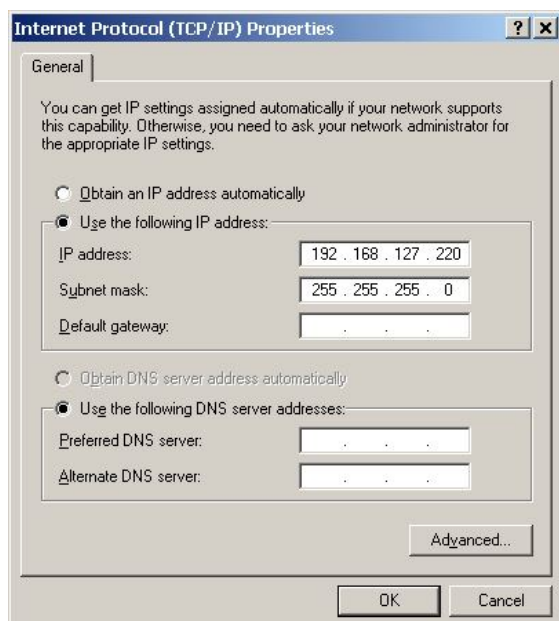 Internet Protocol (TCP/IP) Properties
General
You can get IP settings assigned automatically if your network supports
this capability. Otherwise, you need to ask your network administrator for
the appropriate IP settings.
Obtain an IP address automatically
Use the following IP address:
IP address: 192 . 168 . 127 . 220
Subnet mask: 255 . 255 . 255 . 0
Default gateway: . . .
Obtain DNS server address automatically
Use the following DNS server addresses:
Preferred DNS server: . . .
Alternate DNS server: . . .
Advanced...
OK Cancel